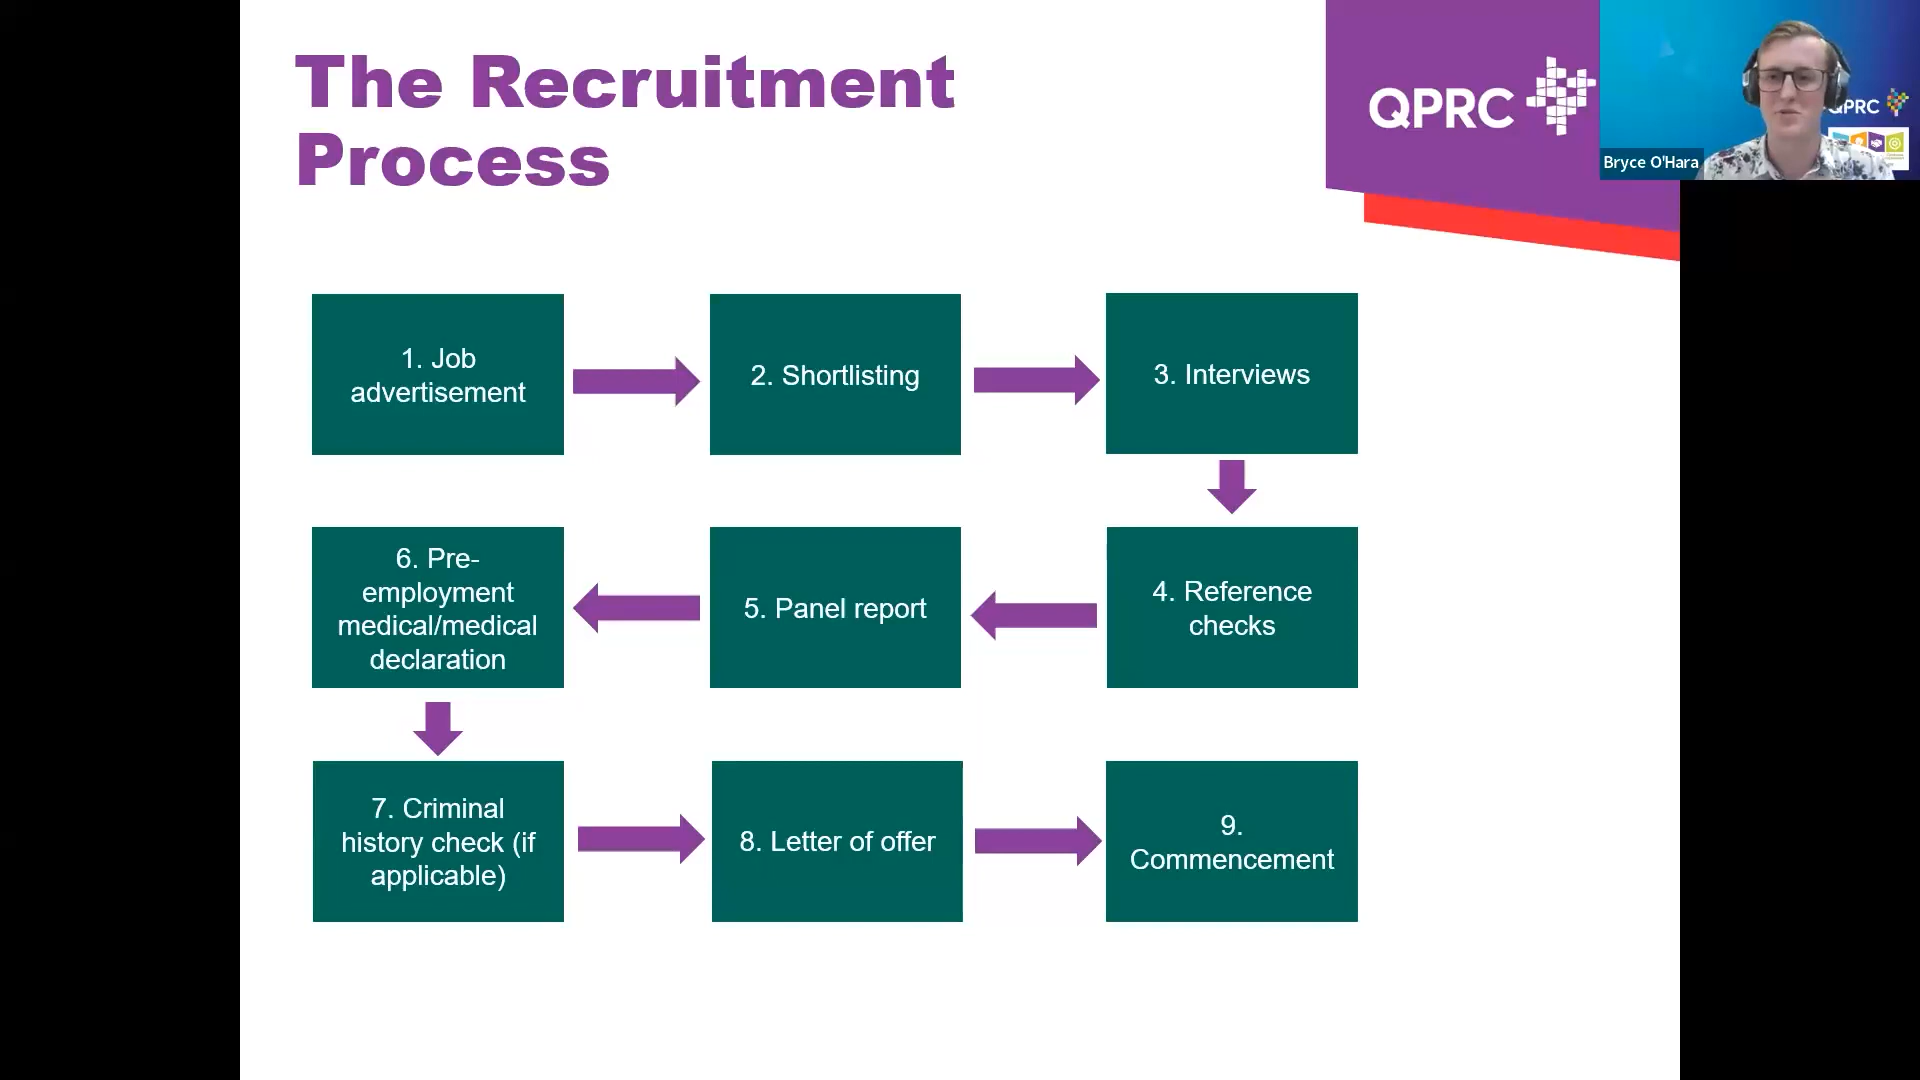 The Recruitment
Process
QPRC
QPRC
Bryce O'Hara
1. Job
advertisement
2. Shortlisting
3. Interviews
6. Pre-
employment
medical/medical
declaration
5. Panel report
4. Reference
checks
7. Criminal
history check (if
applicable)
8. Letter of offer
9.
Commencement